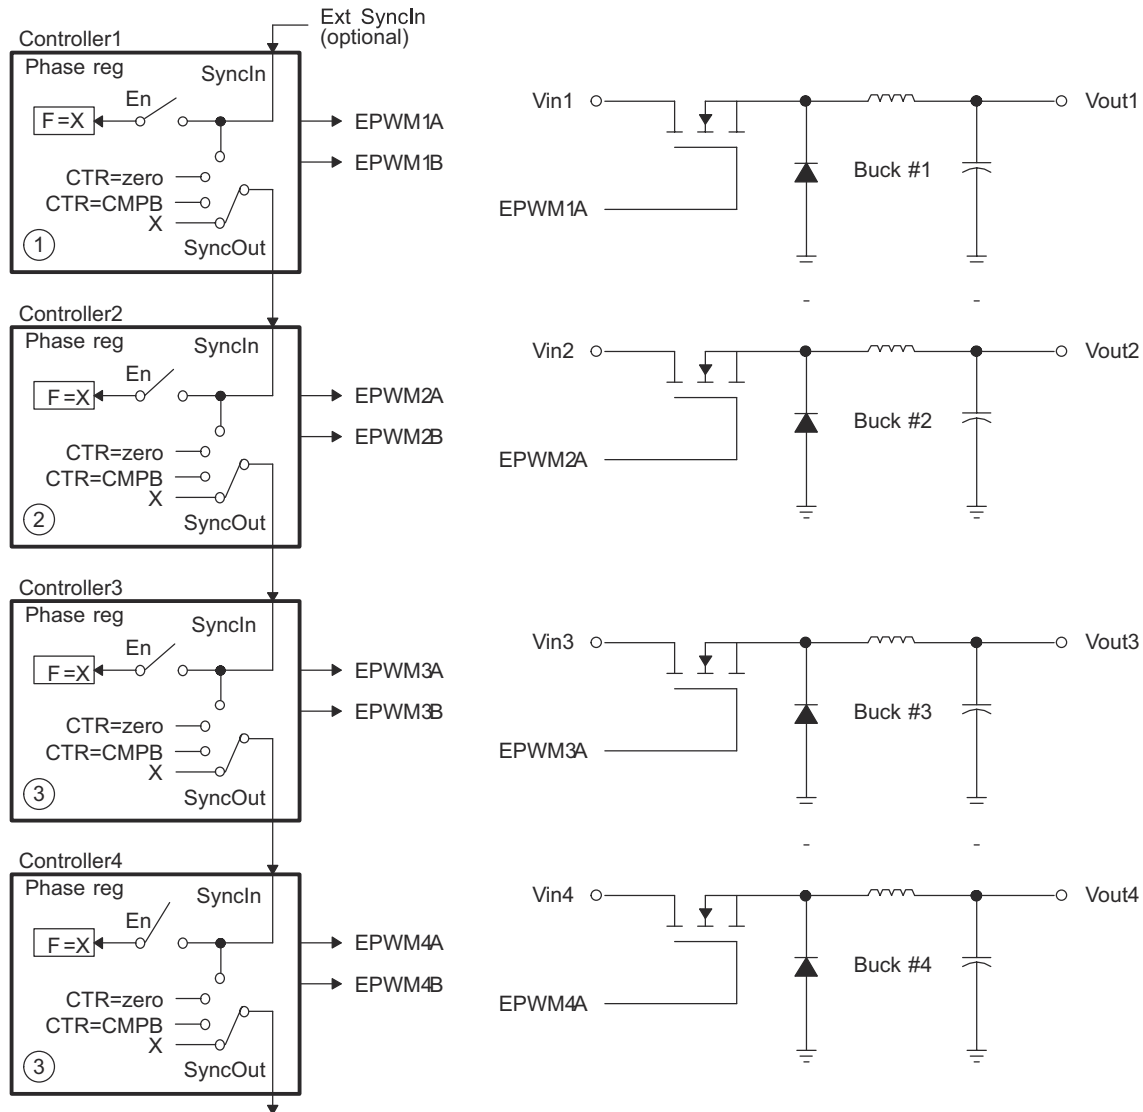 Ext SyncIn
(optional)
Controller1
Phase reg
SyncIn
En
F=X
EPWM1A
EPWM1B
CTR=zero
CTR=CMPB
X
1
SyncOut
Vin1
Vout1
Buck #1
EPWM1A
Controller2
Phase reg
SyncIn
En
F=X
EPWM2A
EPWM2B
CTR=zero
CTR=CMPB
X
2
SyncOut
Vin2
Vout2
Buck #2
EPWM2A
Controller3
Phase reg
SyncIn
En
F=X
EPWM3A
EPWM3B
CTR=zero
CTR=CMPB
X
3
SyncOut
Vin3
Vout3
Buck #3
EPWM3A
Controller4
Phase reg
SyncIn
En
F=X
EPWM4A
EPWM4B
CTR=zero
CTR=CMPB
X
3
SyncOut
Vin4
Vout4
Buck #4
EPWM4A